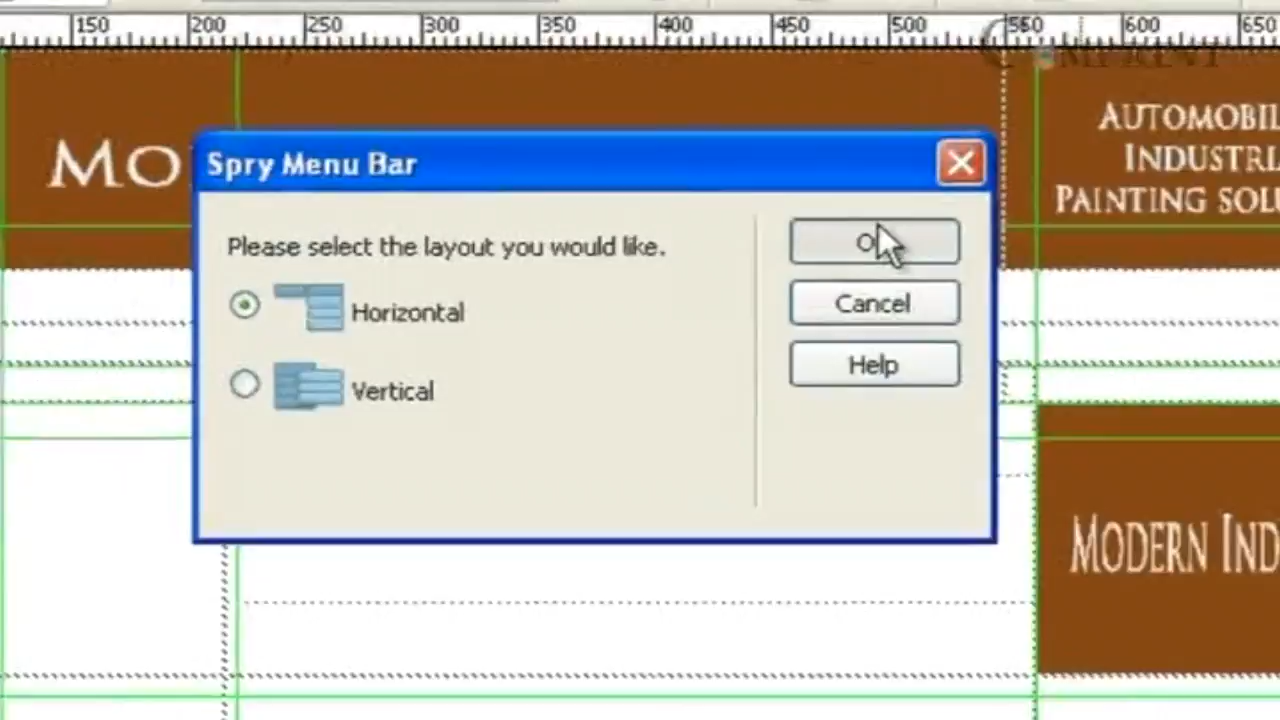 150 200 250 300 350 400 450 500 550 600 650
AUTOMOBIL
INDUSTRI
PAINTING SOLU
MO
Spry Menu Bar
Please select the layout you would like.
Horizontal
Vertical
O
Cancel
Help
MODERN IND